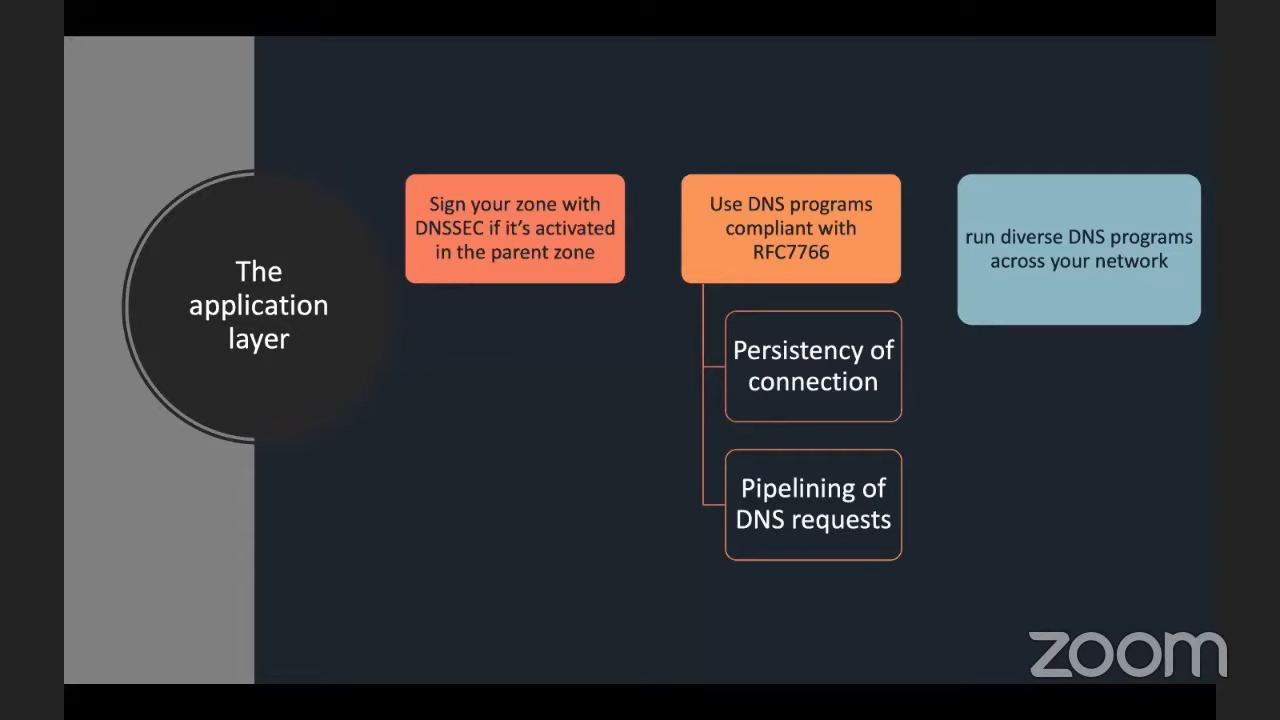 The
application
layer
Sign your zone with
DNSSEC if it's activated
in the parent zone
Use DNS programs
compliant with
RFC7766
Persistency of
connection
Pipelining of
DNS requests
run diverse DNS programs
across your network
zoom